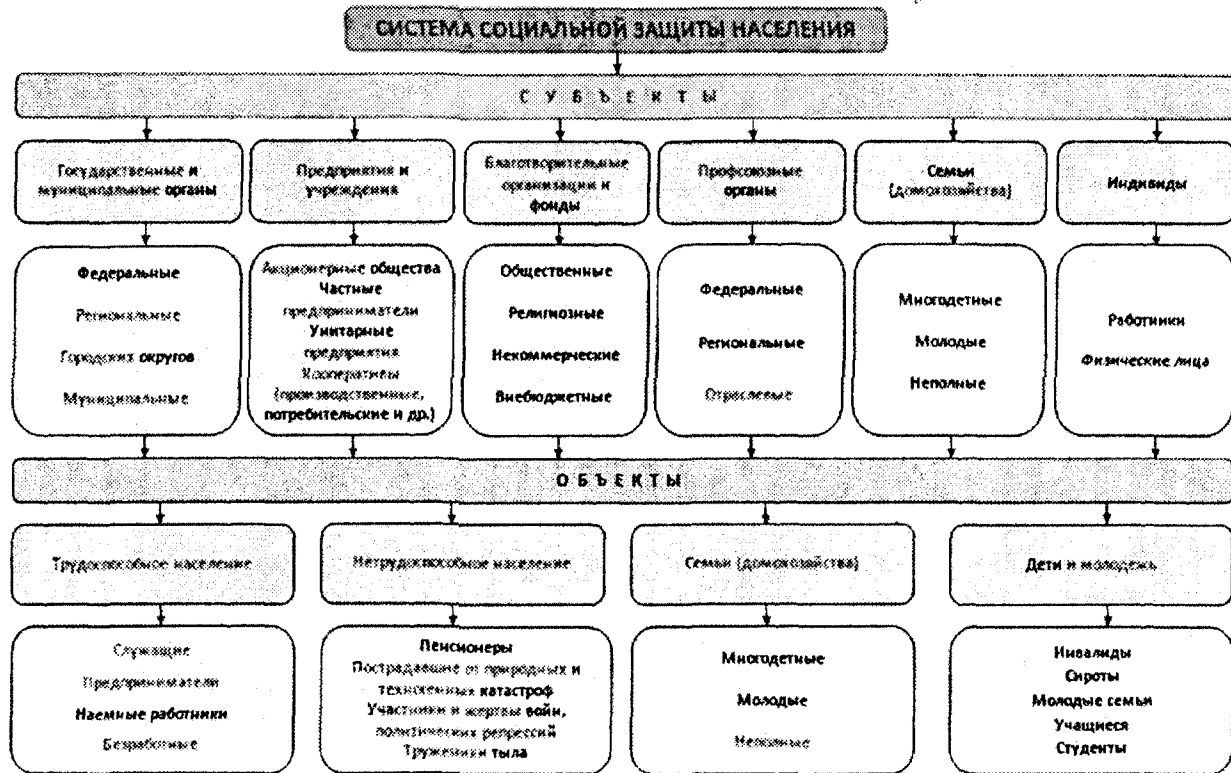 СИСТЕМА СОЦИАЛЬНОЙ ЗАЩИТЫ НАСЕЛЕНИЯ
СУБЪЕКТЫ
Государственные и
муниципальные органы
Предприятия и
учреждения
Благотворительные
организации и
фонды
Профсоюзные
органы
Семьи
(домохозяйства)
Индивиды
Федеральные
Региональные
Городских округов
Муниципальные
Акционерные общества
Частные
предприниматели
Унитарные
предприятия
Кооперативы
(производственные,
потребительские и др.)
Общественные
Религиозные
Некоммерческие
Внебюджетные
Федеральные
Региональные
Отраслевые
Многодетные
Молодые
Неполные
Работники
Физические лица
ОБЪЕКТЫ
Трудоспособное население
Нетрудоспособное население
Семьи (домохозяйства)
Дети и молодежь
Служащие
Предприниматели
Наемные работники
Безработные
Пенсионеры
Пострадавшие от природных и
техногенных катастроф
Участники и жертвы войн,
политических репрессий
Труженики тыла
Многодетные
Молодые
Неполные
Инвалиды
Сироты
Молодые семьи
Учащиеся
Студенты